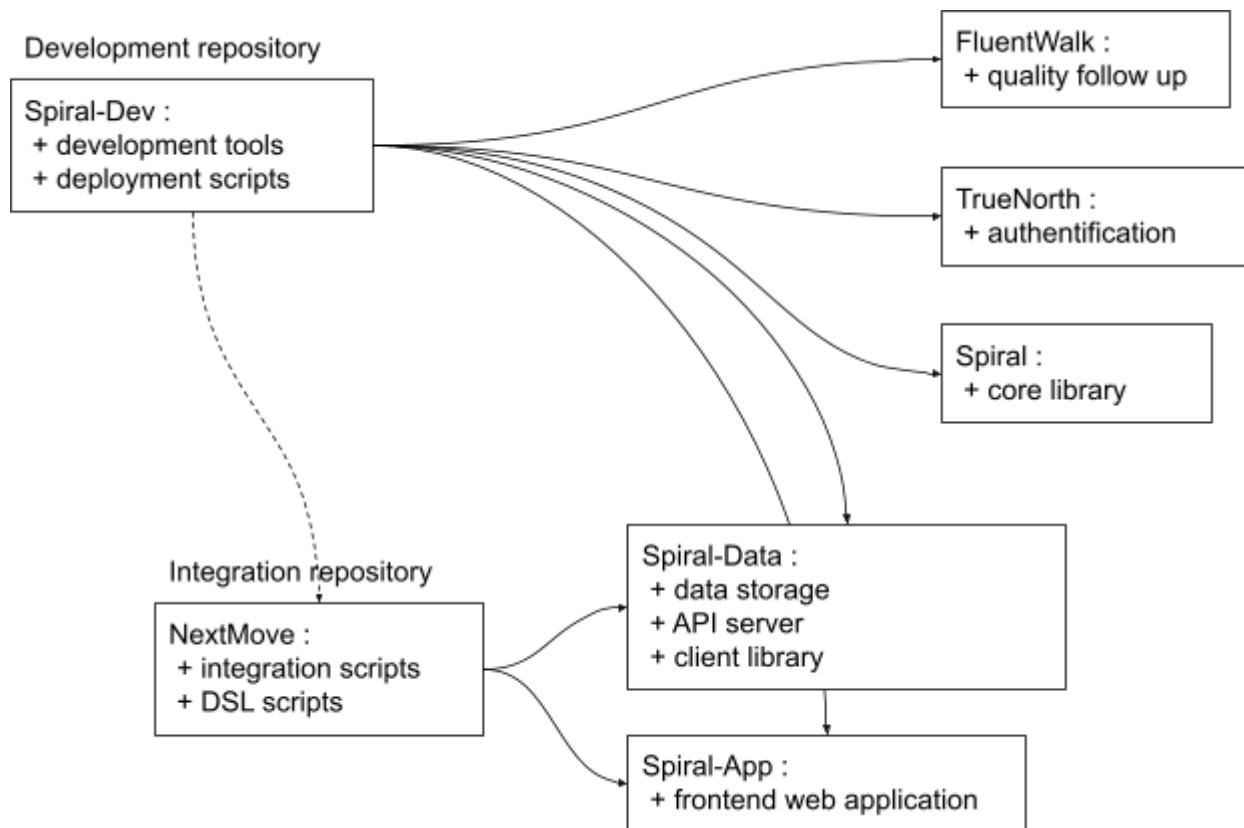 Development repository
Spiral-Dev :
+ development tools
+ deployment scripts
FluentWalk :
+ quality follow up
TrueNorth :
+ authentification
Spiral :
+ core library
Integration repository
NextMove :
+ integration scripts
+ DSL scripts
Spiral-Data :
+ data storage
+ API server
+ client library
Spiral-App :
+ frontend web application